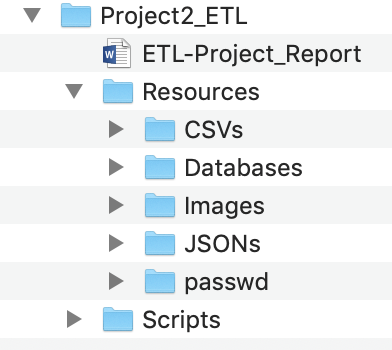 Project2_ETL
ETL-Project_Report
Resources
CSVs
Databases
Images
JSONs
passwd
Scripts